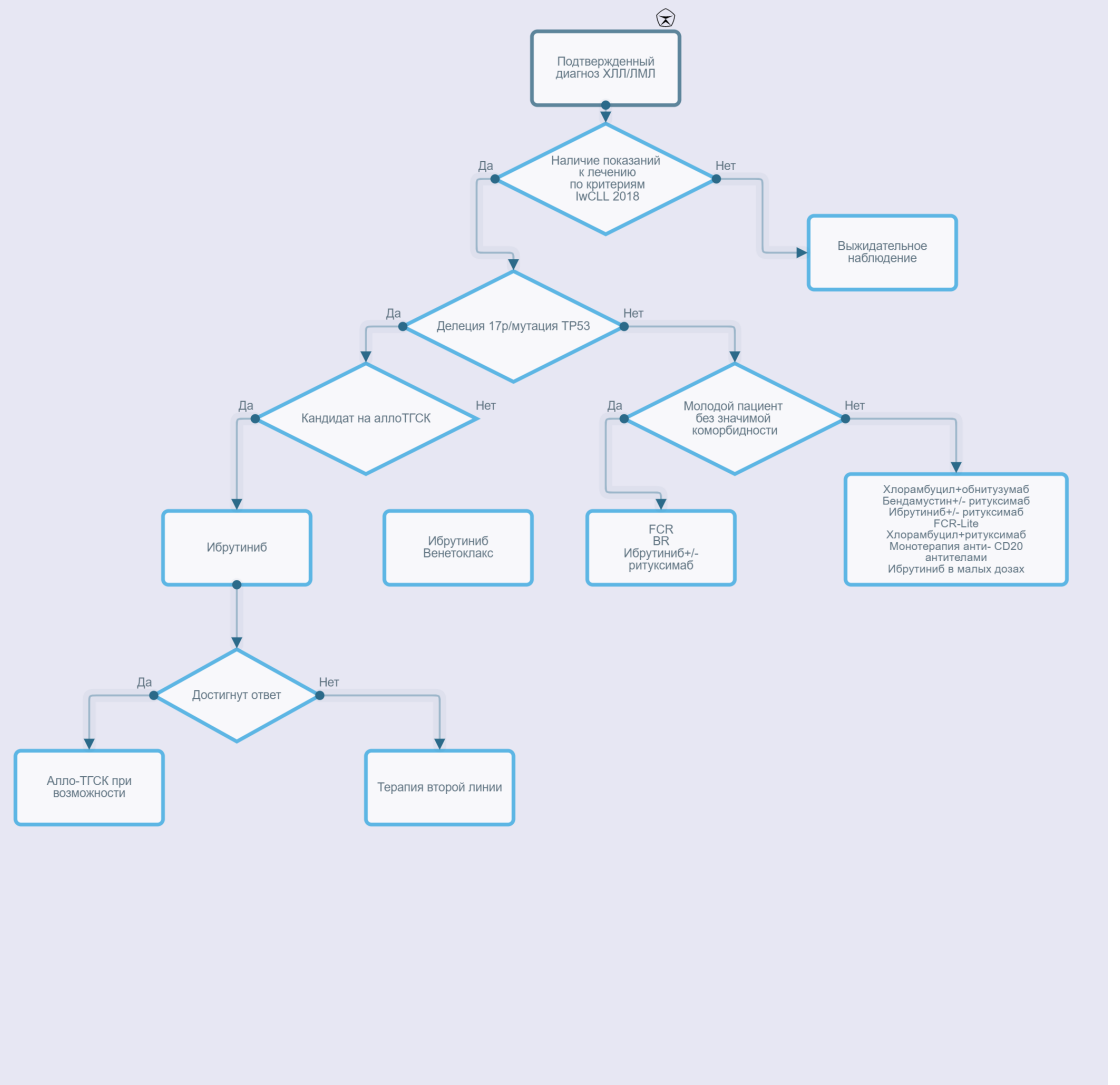 Подтвержденный
диагноз ХЛЛ/ЛМЛ
Да
Наличие показаний
к лечению
по критериям
IwCLL 2018
Нет
Выжидательное
наблюдение
Да
Делеция 17р/мутация ТР53
Нет
Да
Кандидат на аллоТГСК
Нет
Да
Молодой пациент
без значимой
коморбидности
Нет
Ибрутиниб
Ибрутиниб
Венетоклакс
FCR
BR
Ибрутиниб+/-
ритуксимаб
Хлорамбуцил+обнитузумаб
Бендамустин+/- ритуксимаб
Ибрутиниб+/- ритуксимаб
FCR-Lite
Хлорамбуцил+ритуксимаб
Монотерапия анти- CD20
антителами
Ибрутиниб в малых дозах
Да
Достигнут ответ
Нет
Алло-ТГСК при
возможности
Терапия второй линии